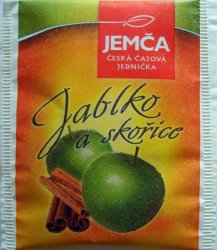 JEMČA
ČESKÁ ČAJOVÁ
JEDNIČKA
Jablko
a skořice